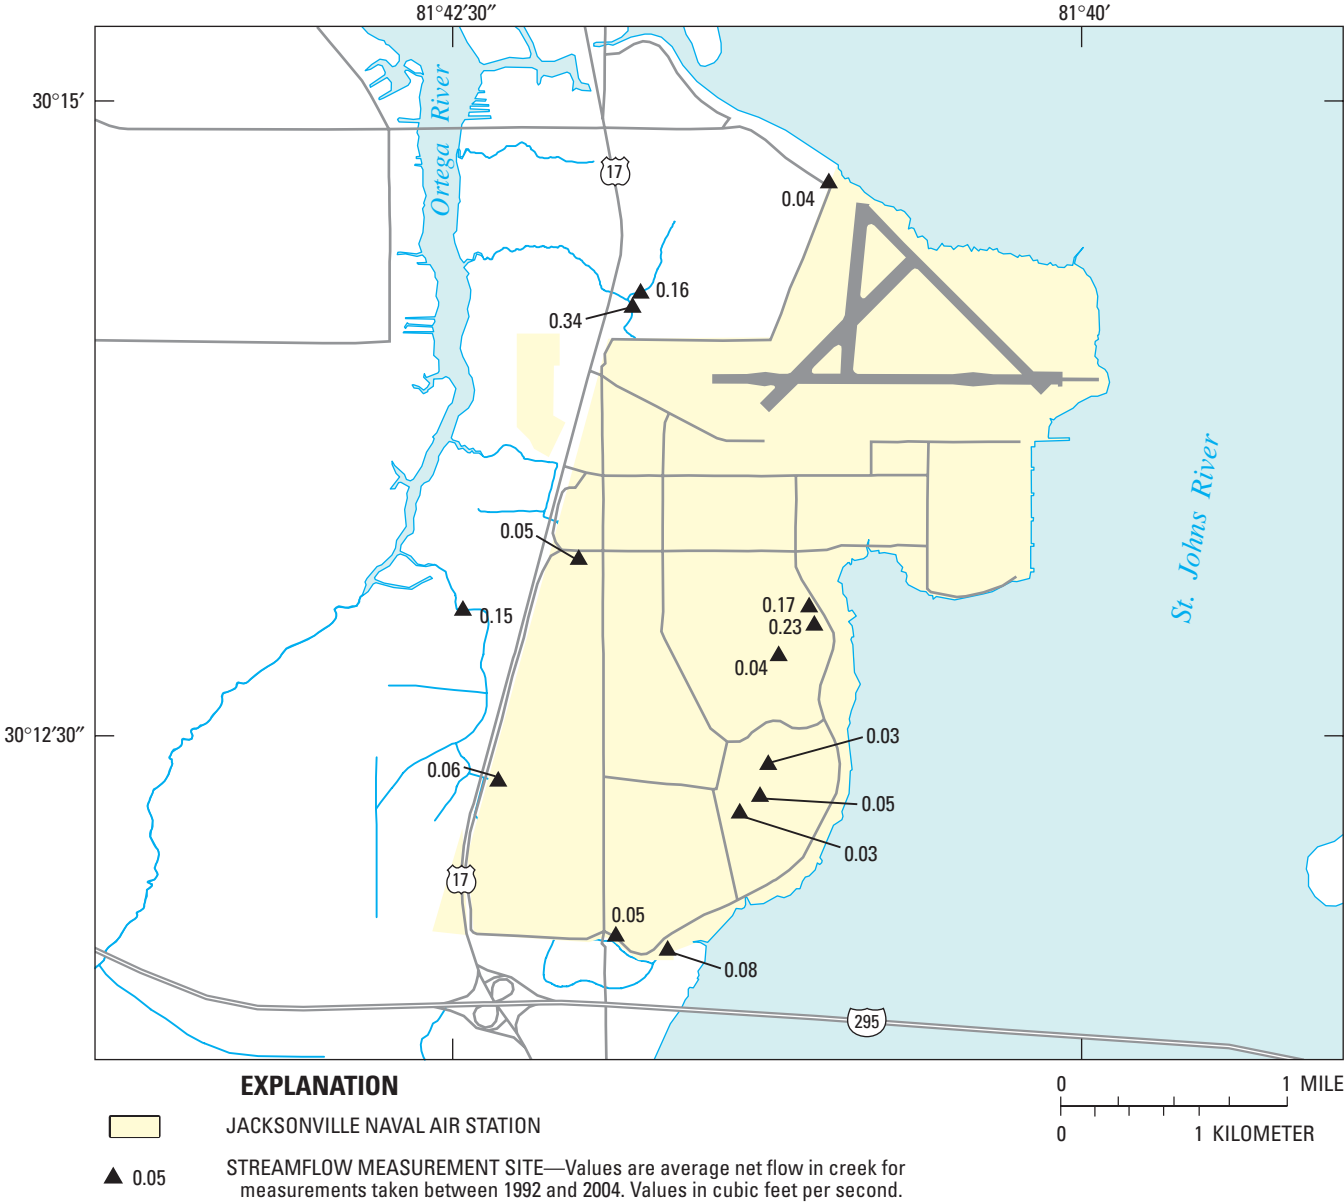 81°42′30″
81°40′
30°15′
Ortega River
17
0.04
0.16
0.34
St. Johns River
0.05
0.17
0.15
0.23
0.04
30°12′30″
0.03
0.06
0.05
0.03
17
0.05
0.08
295
EXPLANATION
0 1 MILE
JACKSONVILLE NAVAL AIR STATION
0 1 KILOMETER
0.05 STREAMFLOW MEASUREMENT SITE—Values are average net flow in creek for
measurements taken between 1992 and 2004. Values in cubic feet per second.